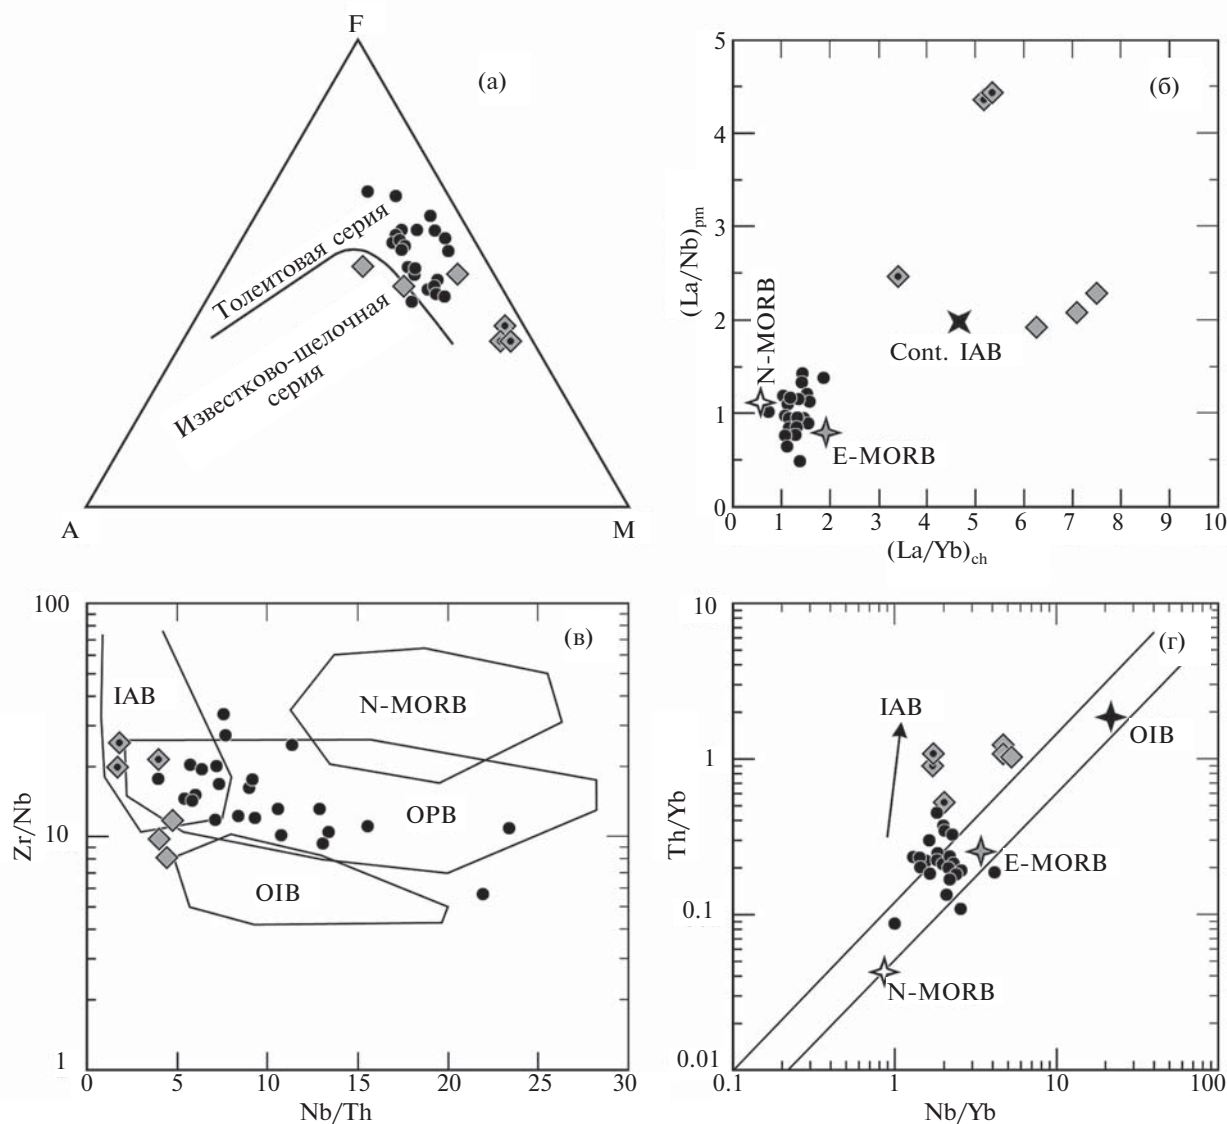 F
(а)
Толеитовая серия
Известково-щелочная
серия
A
M
5
4
3
2
1
0
(La/Nb)pm
(б)
N-MORB
Cont. IAB
E-MORB
0 1 2 3 4 5 6 7 8 9 10
(La/Yb)ch
100
10
1
Zr/Nb
(в)
IAB
N-MORB
OPB
OIB
0 5 10 15 20 25 30
Nb/Th
10
1
0.1
0.01
Th/Yb
(г)
IAB
OIB
E-MORB
N-MORB
0.1 1 10 100
Nb/Yb